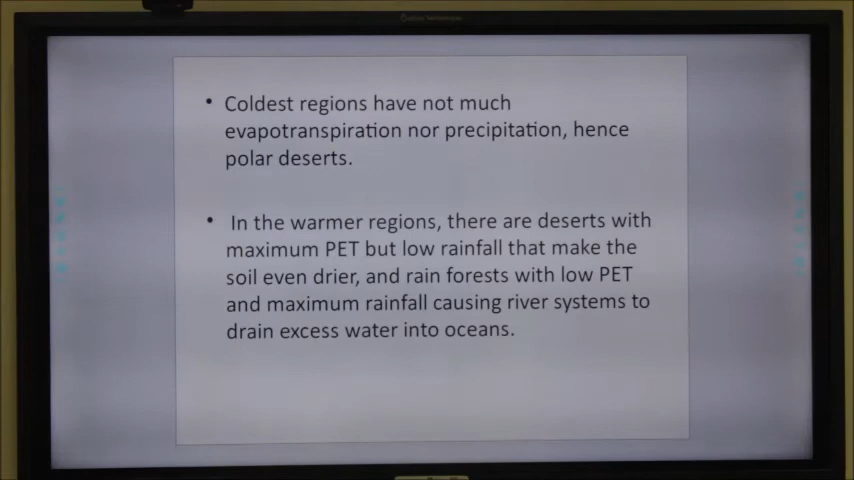 • Coldest regions have not much
evapotranspiration nor precipitation, hence
polar deserts.
• In the warmer regions, there are deserts with
maximum PET but low rainfall that make the
soil even drier, and rain forests with low PET
and maximum rainfall causing river systems to
drain excess water into oceans.